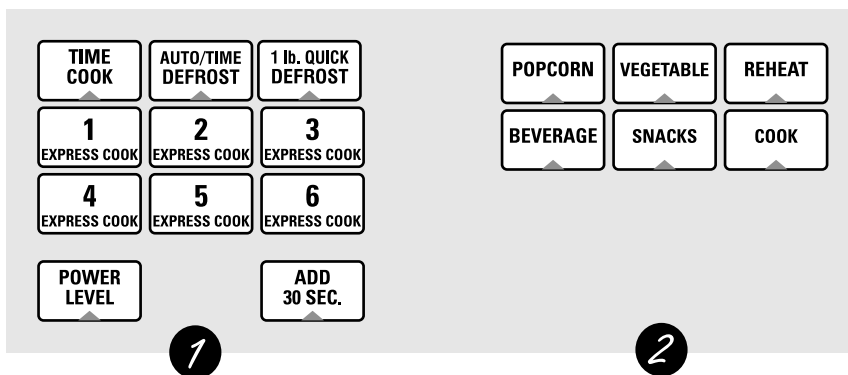 TIME
COOK
AUTO/TIME
DEFROST
1 lb. QUICK
DEFROST
1
EXPRESS COOK
2
EXPRESS COOK
3
EXPRESS COOK
4
EXPRESS COOK
5
EXPRESS COOK
6
EXPRESS COOK
POWER
LEVEL
ADD
30 SEC.
1
POPCORN
VEGETABLE
REHEAT
BEVERAGE
SNACKS
COOK
2